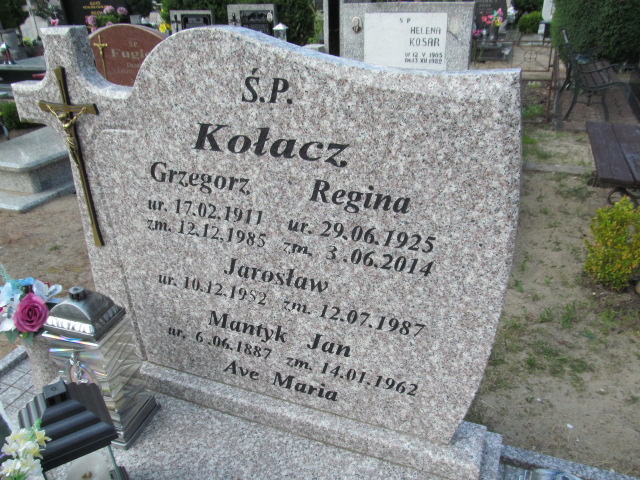 Ś.P.
Kołacz
Grzegorz Regina
ur. 17.02.1911 ur. 29.06.1925
zm. 12.12.1985 zm. 3.06.2014
Jarosław
ur. 10.12.1952 zm. 12.07.1987
Mantyk Jan
ur. 6.06.1887 zm. 14.01.1962
Ave Maria
Ś P
HELENA
KOSAR